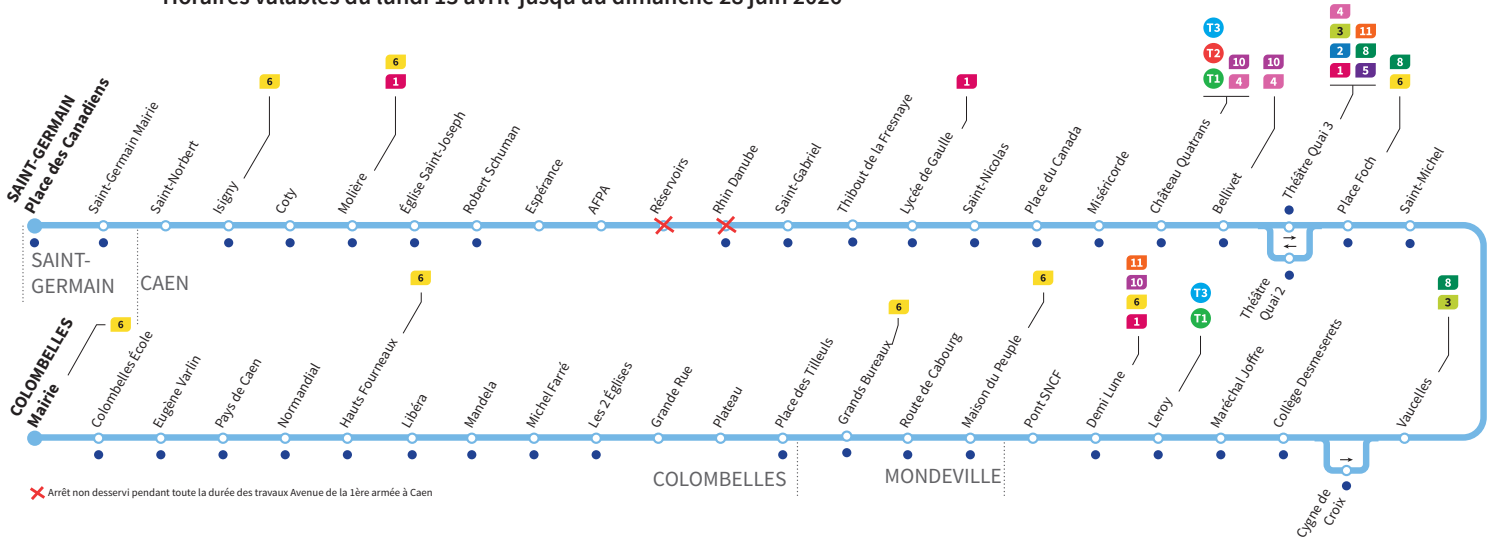 Horaires valables du lundi 13 avril jusqu'au dimanche 28 juin 2026
SAINT-GERMAIN
Place des Canadiens
Saint-Germain Mairie
Saint-Norbert
Isigny
6
Coty
Molière
6
1
Église Saint-Joseph
Robert Schuman
Espérance
AFPA
Réservoirs
Rhin Danube
Saint-Gabriel
Thibout de la Fresnaye
Lycée de Gaulle
1
Saint-Nicolas
Place du Canada
Miséricorde
Château Quatrans
T3
T2
10
T1
4
Bellivet
10
4
Théâtre Quai 3
4
3 11
2 8
1 5
Place Foch
8
6
Saint-Michel
Théâtre
Quai 2
SAINT-
GERMAIN
CAEN
COLOMBELLES
Mairie
6
Colombelles École
Eugène Varlin
Pays de Caen
Normandial
Hauts Fourneaux
6
Libéra
Mandela
Michel Farré
Les 2 Églises
Grande Rue
Plateau
Place des Tilleuls
Grands Bureaux
6
Route de Cabourg
Maison du Peuple
6
Pont SNCF
Demi Lune
11
10
6
1
Leroy
T3
T1
Maréchal Joffre
Collège Desmeserets
Cygne de
Croix
Vaucelles
8
3
COLOMBELLES
MONDEVILLE
Arrêt non desservi pendant toute la durée des travaux Avenue de la 1ère armée à Caen